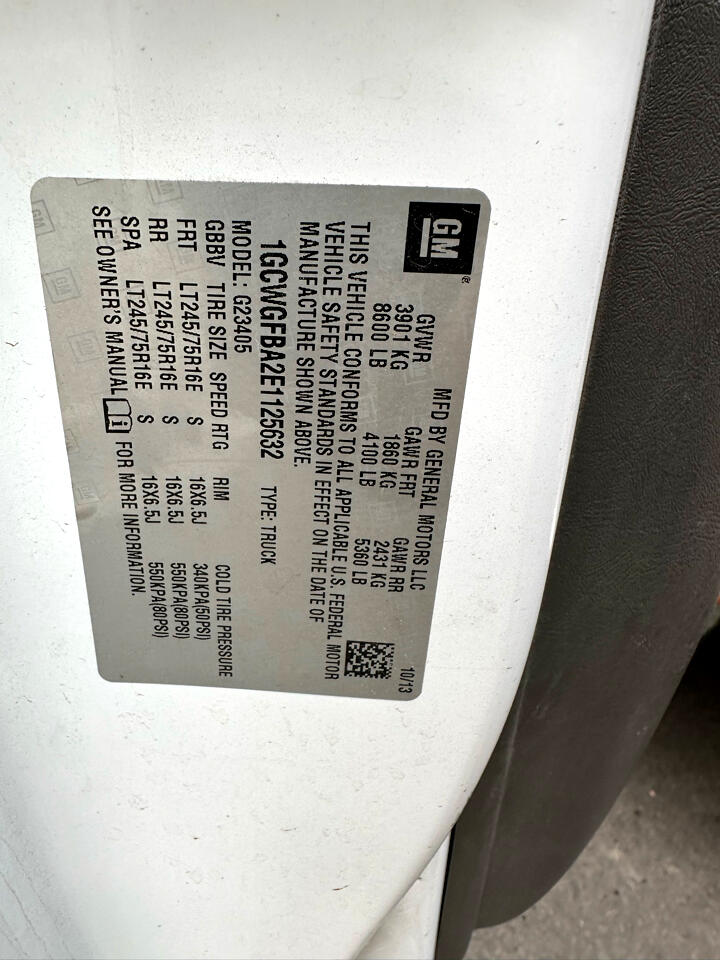 GM®
MFD BY GENERAL MOTORS LLC 10/13
GVWR GAWR FRT GAWR RR
3901 KG 1860 KG 2431 KG
8600 LB 4100 LB 5360 LB
THIS VEHICLE CONFORMS TO ALL APPLICABLE U.S. FEDERAL MOTOR
VEHICLE SAFETY STANDARDS IN EFFECT ON THE DATE OF
MANUFACTURE SHOWN ABOVE.
1GCWGFBA2E1125632 TYPE: TRUCK
MODEL: G23405
GBBV TIRE SIZE SPEED RTG RIM COLD TIRE PRESSURE
FRT LT245/75R16E S 16X6.5J 340KPA(50PSI)
RR LT245/75R16E S 16X6.5J 550KPA(80PSI)
SPA LT245/75R16E S 16X6.5J 550KPA(80PSI)
SEE OWNER'S MANUAL FOR MORE INFORMATION.